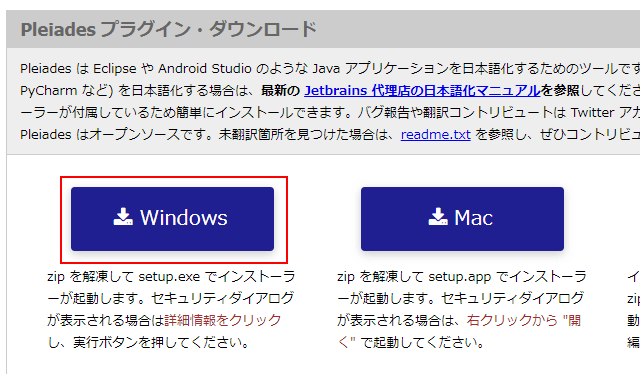 Pleiades プラグイン・ダウンロード
Pleiades は Eclipse や Android Studio のような Java アプリケーションを日本語化するためのツールです
PyCharm など) を日本語化する場合は、最新の Jetbrains 代理店の日本語化マニュアルを参照してくださ
ーラーが付属しているため簡単にインストールできます。バグ報告や翻訳コントリビュートは Twitter アカ
Pleiades はオープンソースです。未翻訳箇所を見つけた場合は、readme.txt を参照し、ぜひコントリビュ
Windows
zip を解凍して setup.exe でインストーラ
ーが起動します。セキュリティダイアログ
が表示される場合は詳細情報をクリック
し、実行ボタンを押してください。
Mac
zip を解凍して setup.app でインストーラ
ーが起動します。セキュリティダイアログ
が表示される場合は、右クリックから "開
く" で起動してください。
イ
zip
動
編